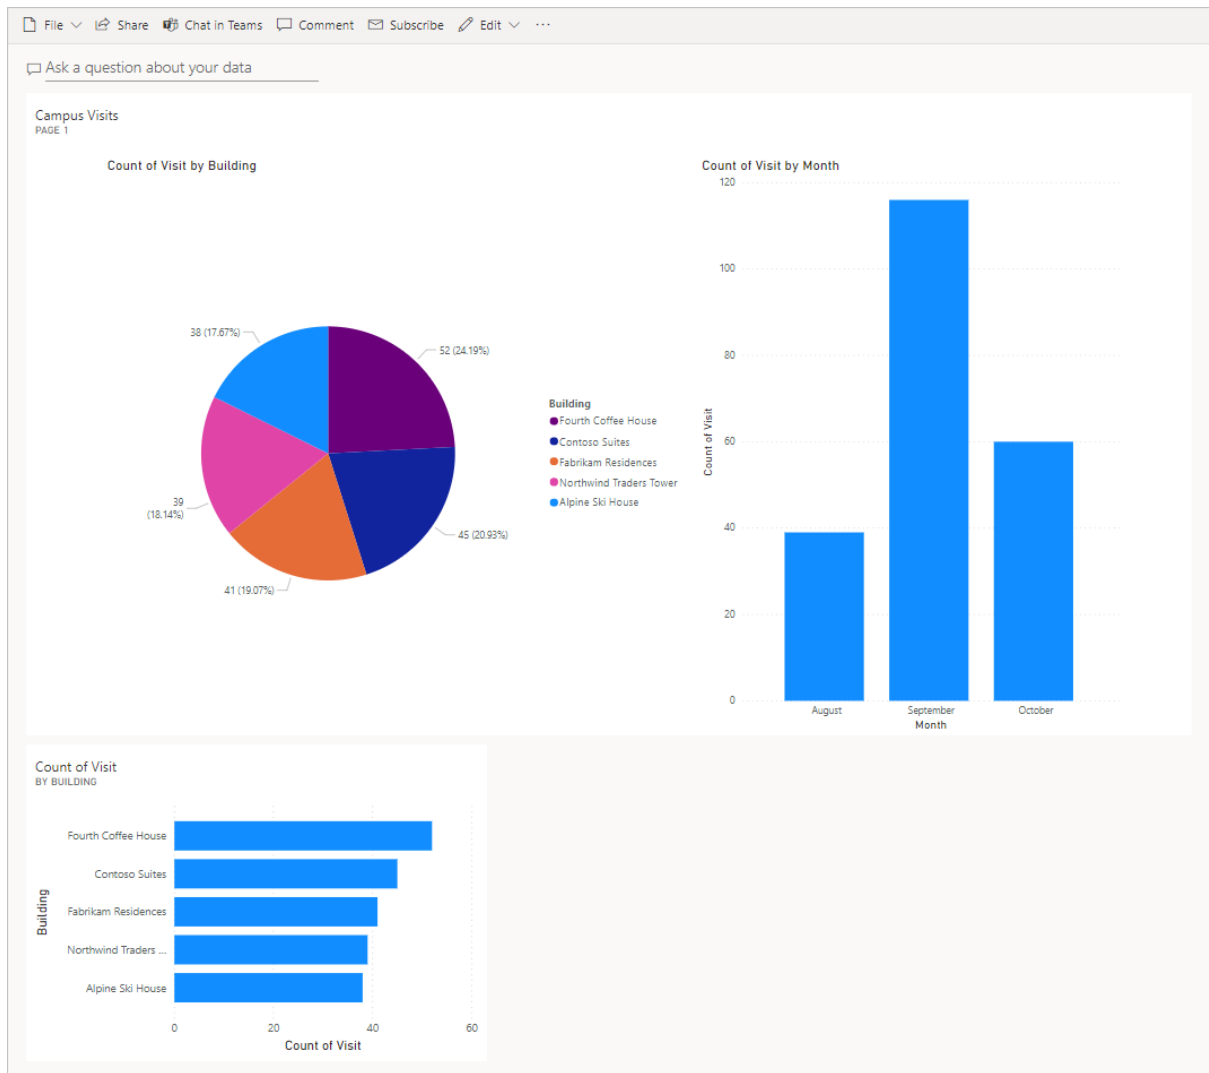 File Share Chat in Teams Comment Subscribe Edit ...
Ask a question about your data
Campus Visits
PAGE 1
Count of Visit by Building
38 (17.67%)
52 (24.19%)
39
(18.14%)
45 (20.93%)
41 (19.07%)
Building
Fourth Coffee House
Contoso Suites
Fabrikam Residences
Northwind Traders Tower
Alpine Ski House
Count of Visit by Month
120
100
80
60
40
20
0
Count of Visit
August September October
Month
Count of Visit
BY BUILDING
Building
Fourth Coffee House
Contoso Suites
Fabrikam Residences
Northwind Traders ...
Alpine Ski House
0 20 40 60
Count of Visit